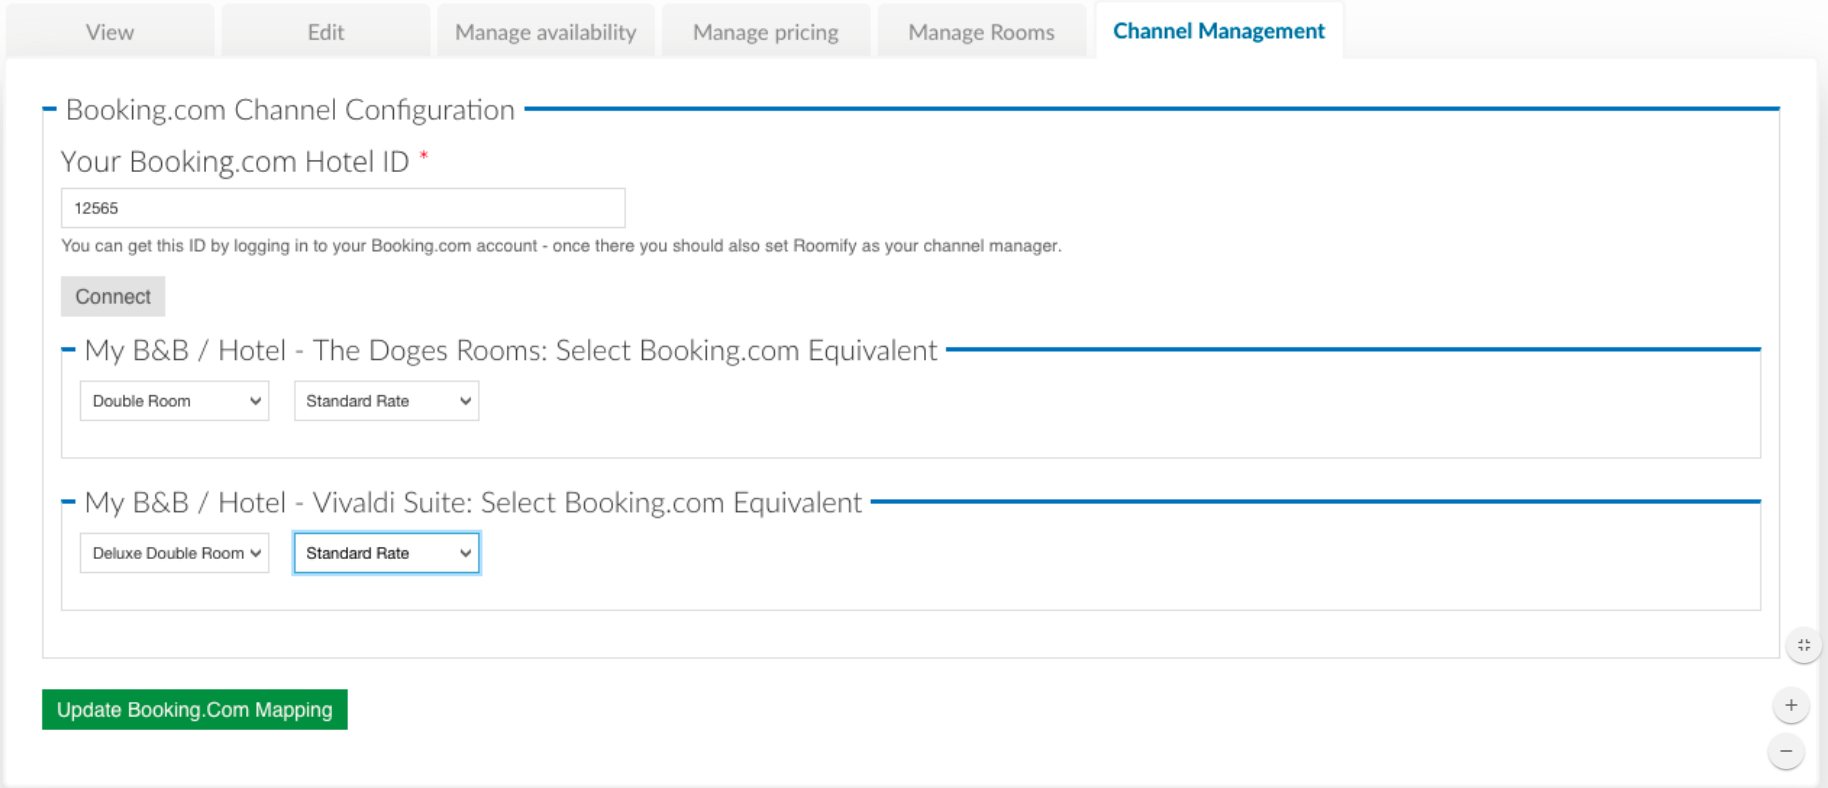 View Edit Manage availability Manage pricing Manage Rooms Channel Management
Booking.com Channel Configuration
Your Booking.com Hotel ID *
12565
You can get this ID by logging in to your Booking.com account - once there you should also set Roomify as your channel manager.
Connect
My B&B / Hotel - The Doges Rooms: Select Booking.com Equivalent
Double Room Standard Rate
My B&B / Hotel - Vivaldi Suite: Select Booking.com Equivalent
Deluxe Double Room Standard Rate
Update Booking.Com Mapping